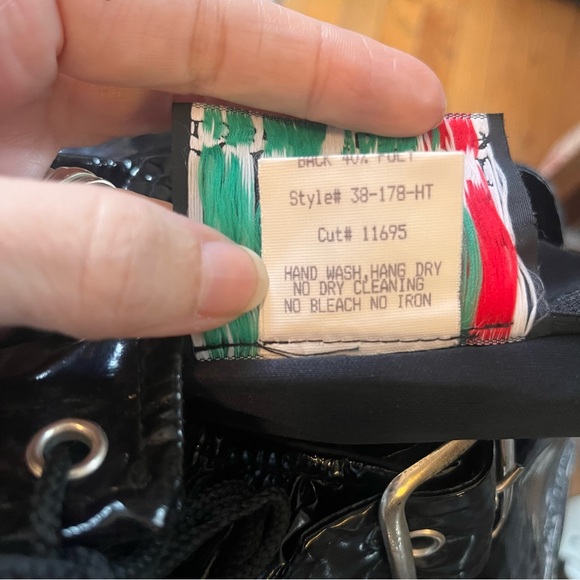 BACK 40% POLY
Style# 38-178-HT
Cut# 11695
HAND WASH,HANG DRY
NO DRY CLEANING
NO BLEACH NO IRON